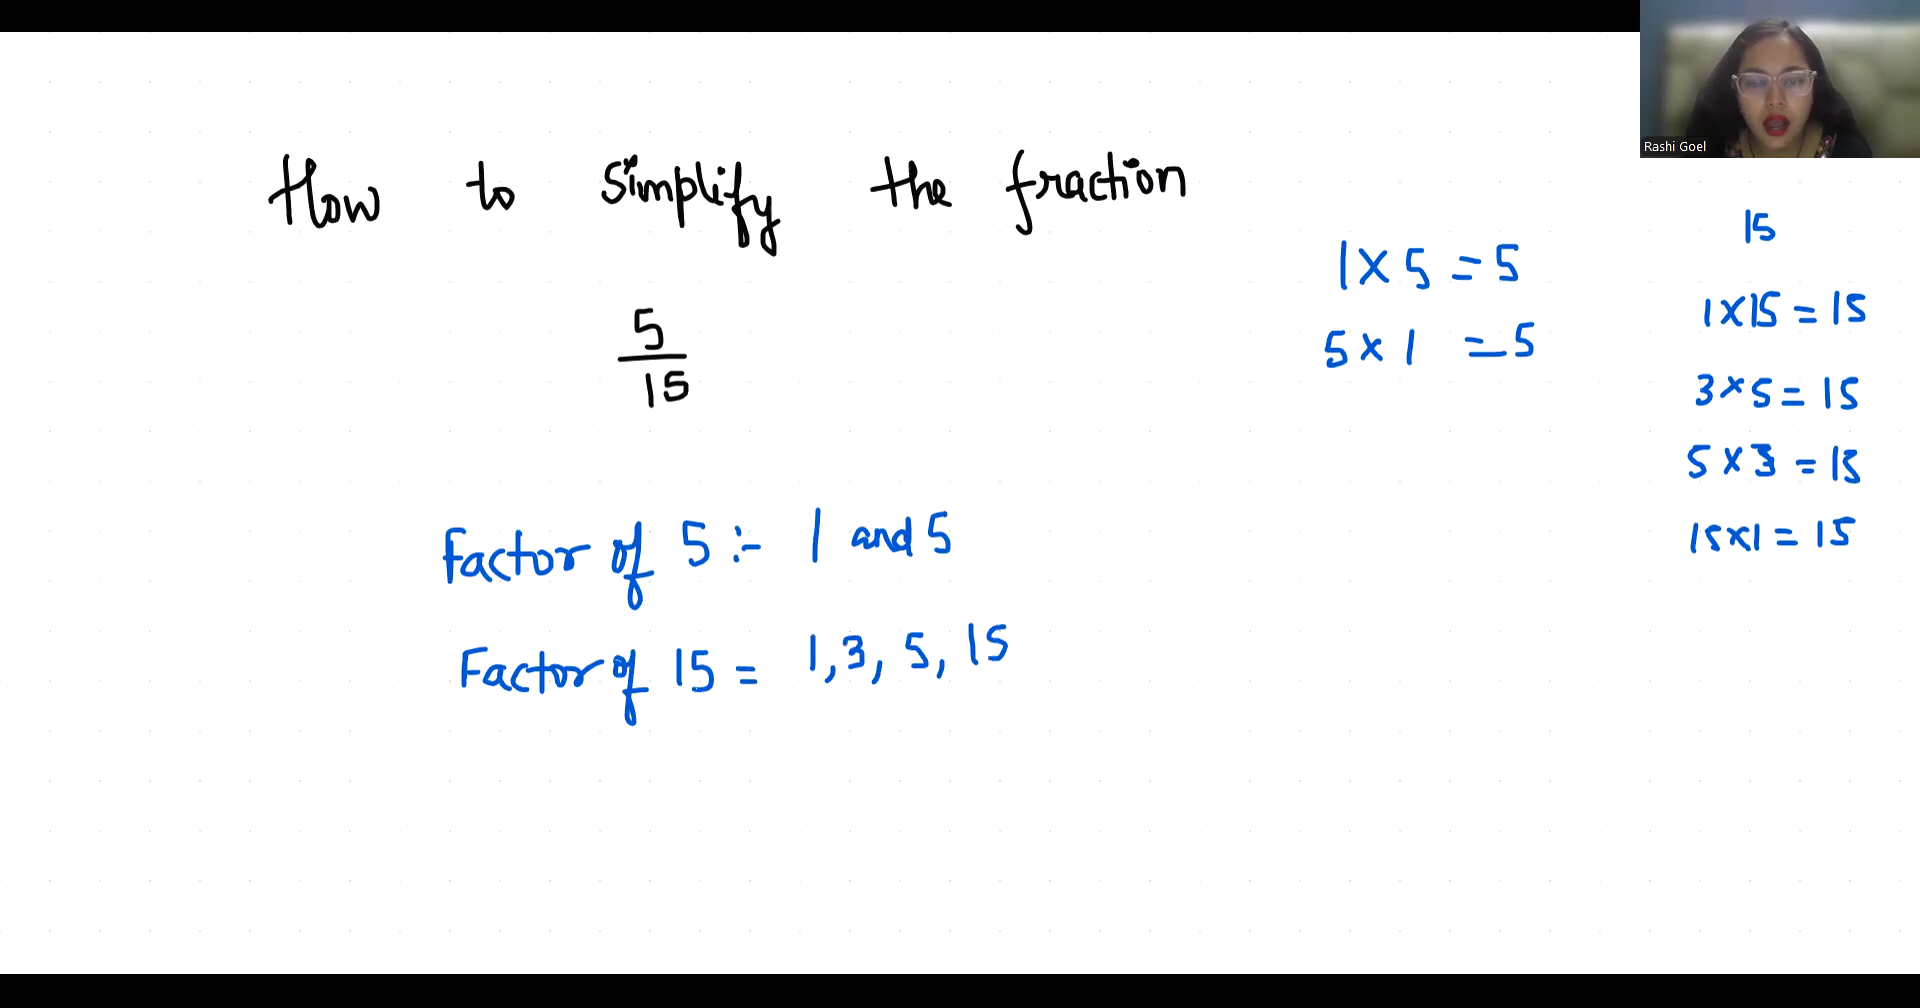 Rashi Goel
How to simplify the fraction
5
15
Factor of 5 :- 1 and 5
Factor of 15 = 1, 3, 5, 15
1 × 5 = 5
5 × 1 = 5
15
1 × 15 = 15
3 × 5 = 15
5 × 3 = 15
15 × 1 = 15